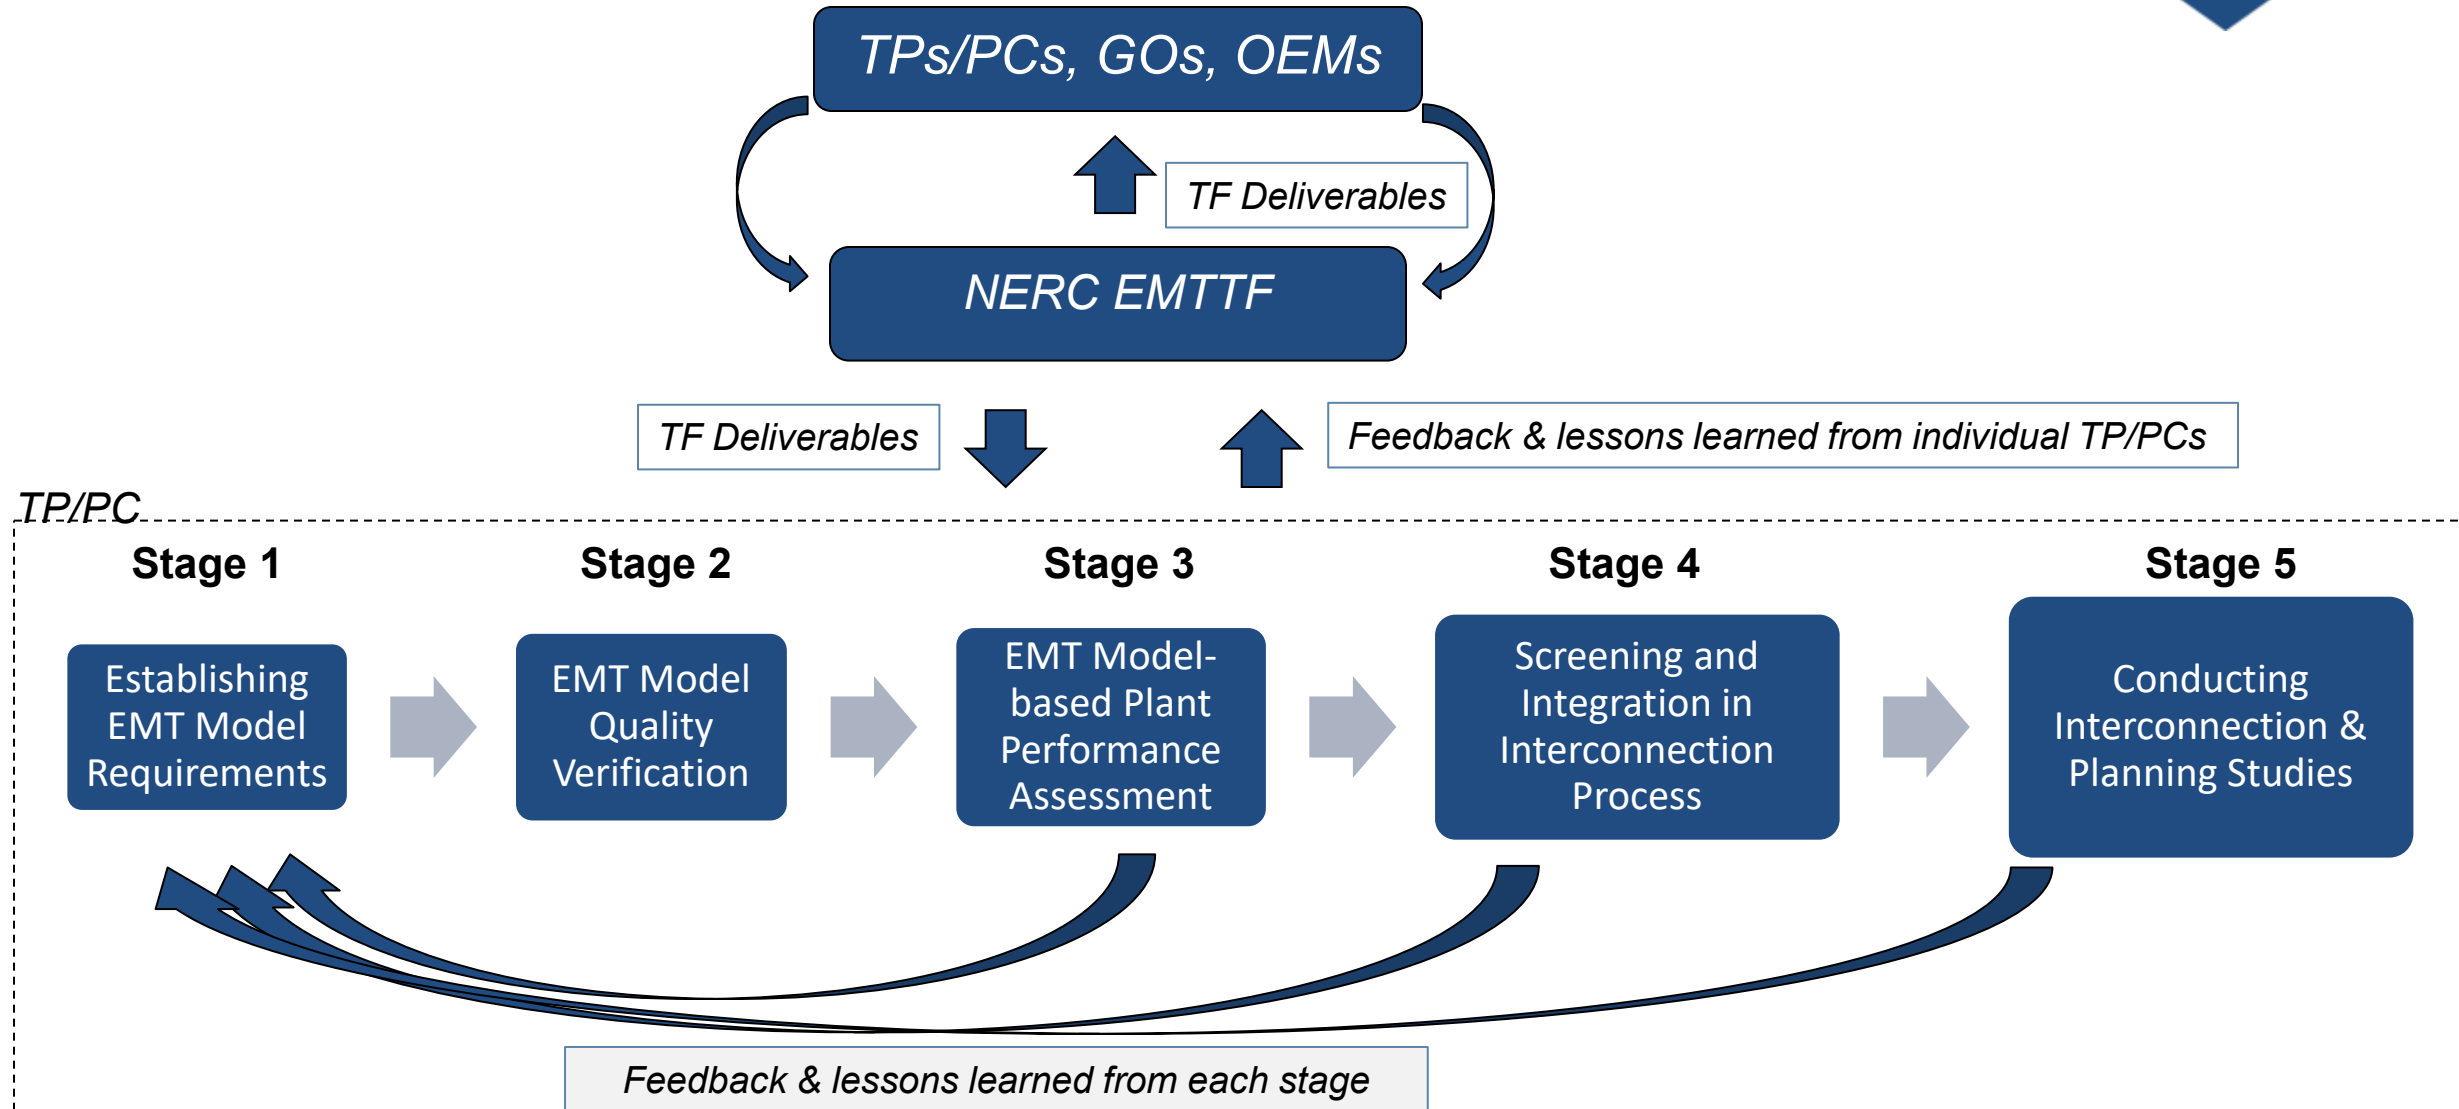 TPs/PCs, GOs, OEMs
TF Deliverables
NERC EMTTF
TF Deliverables
Feedback & lessons learned from individual TP/PCs
TP/PC
Stage 1
Stage 2
Stage 3
Stage 4
Stage 5
Establishing
EMT Model
Requirements
EMT Model
Quality
Verification
EMT Model-
based Plant
Performance
Assessment
Screening and
Integration in
Interconnection
Process
Conducting
Interconnection &
Planning Studies
Feedback & lessons learned from each stage